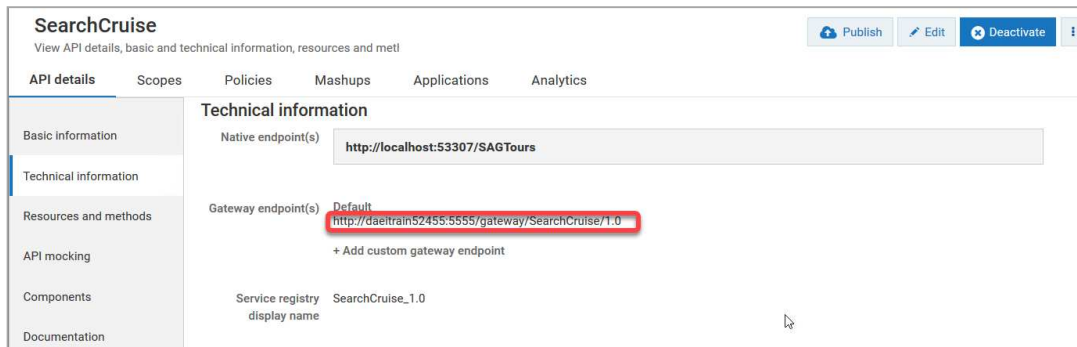 SearchCruise
View API details, basic and technical information, resources and metl
Publish
Edit
Deactivate
API details
Scopes
Policies
Mashups
Applications
Analytics
Basic information
Technical information
Resources and methods
API mocking
Components
Documentation
Technical information
Native endpoint(s)
http://localhost:53307/SAGTours
Gateway endpoint(s)
Default
http://daeitrain52455:5555/gateway/SearchCruise/1.0
+ Add custom gateway endpoint
Service registry
display name
SearchCruise_1.0